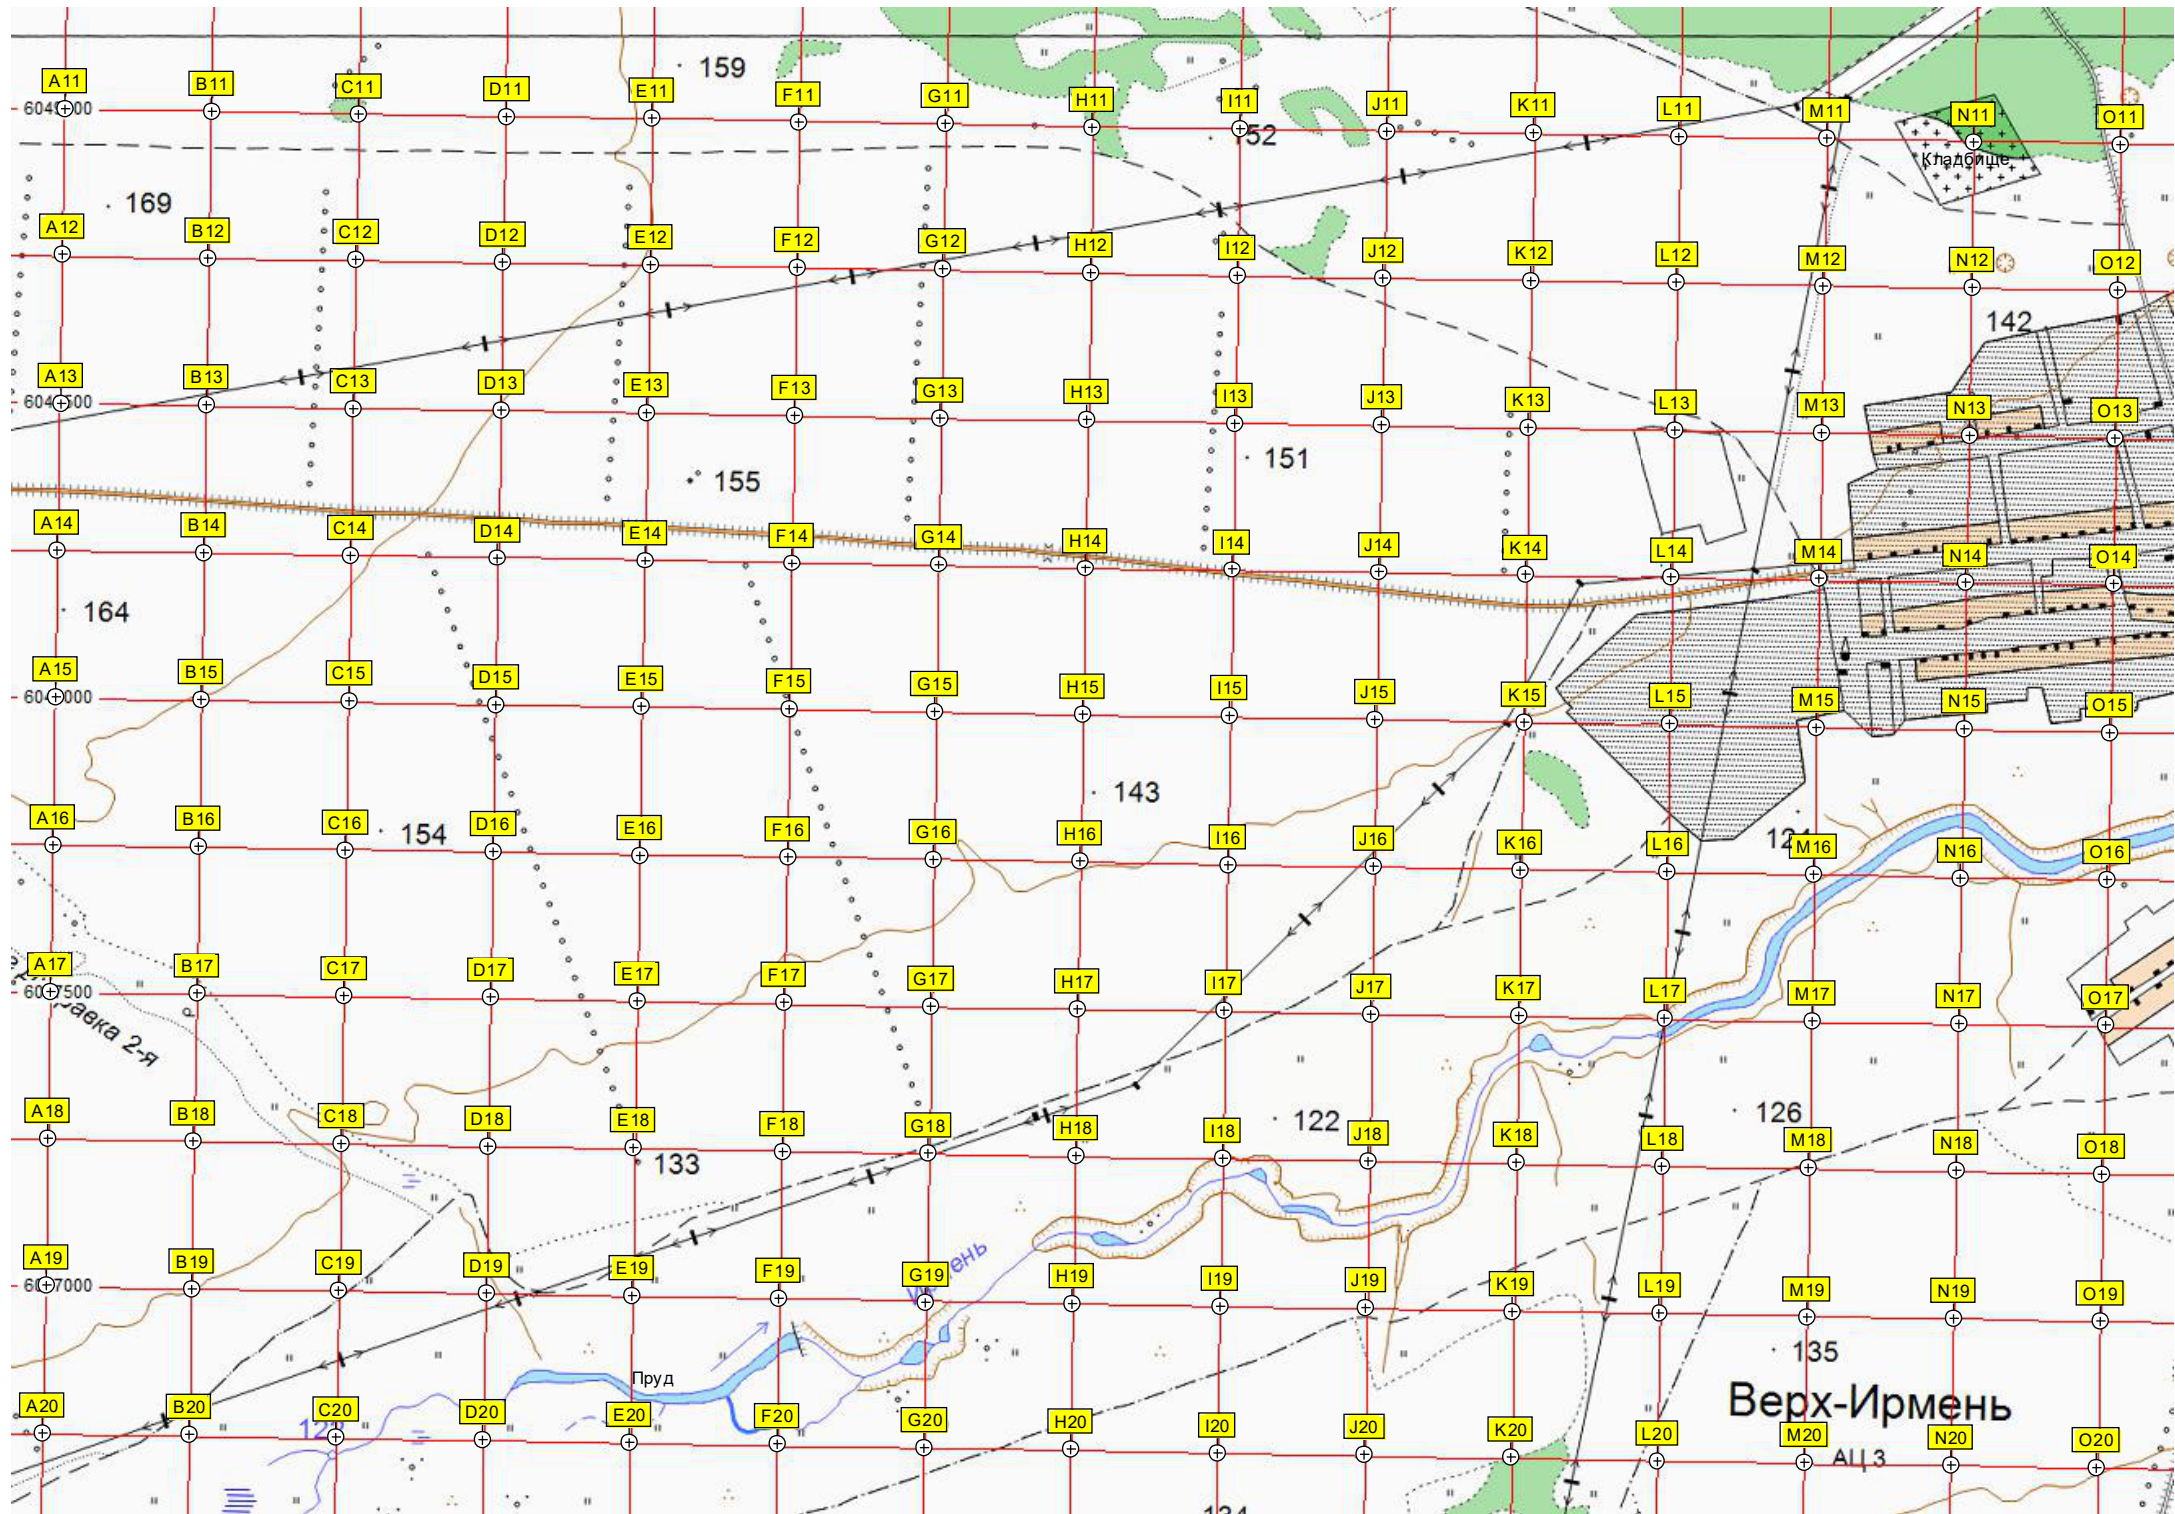 159
A11 B11 C11 D11 E11 F11 G11 H11 I11 J11 K11 L11 M11 N11 O11
52
Кладбище
169
A12 B12 C12 D12 E12 F12 G12 H12 I12 J12 K12 L12 M12 N12 O12
142
A13 B13 C13 D13 E13 F13 G13 H13 I13 J13 K13 L13 M13 N13 O13
155
151
A14 B14 C14 D14 E14 F14 G14 H14 I14 J14 K14 L14 M14 N14 O14
164
A15 B15 C15 D15 E15 F15 G15 H15 I15 J15 K15 L15 M15 N15 O15
143
A16 B16 C16 D16 E16 F16 G16 H16 I16 J16 K16 L16 M16 N16 O16
154
A17 B17 C17 D17 E17 F17 G17 H17 I17 J17 K17 L17 M17 N17 O17
2-я
A18 B18 C18 D18 E18 F18 G18 H18 I18 J18 K18 L18 M18 N18 O18
122
126
133
A19 B19 C19 D19 E19 F19 G19 H19 I19 J19 K19 L19 M19 N19 O19
7000
135
Пруд
Верх-Ирмень
A20 B20 C20 D20 E20 F20 G20 H20 I20 J20 K20 L20 M20 N20 O20
АЦ 3